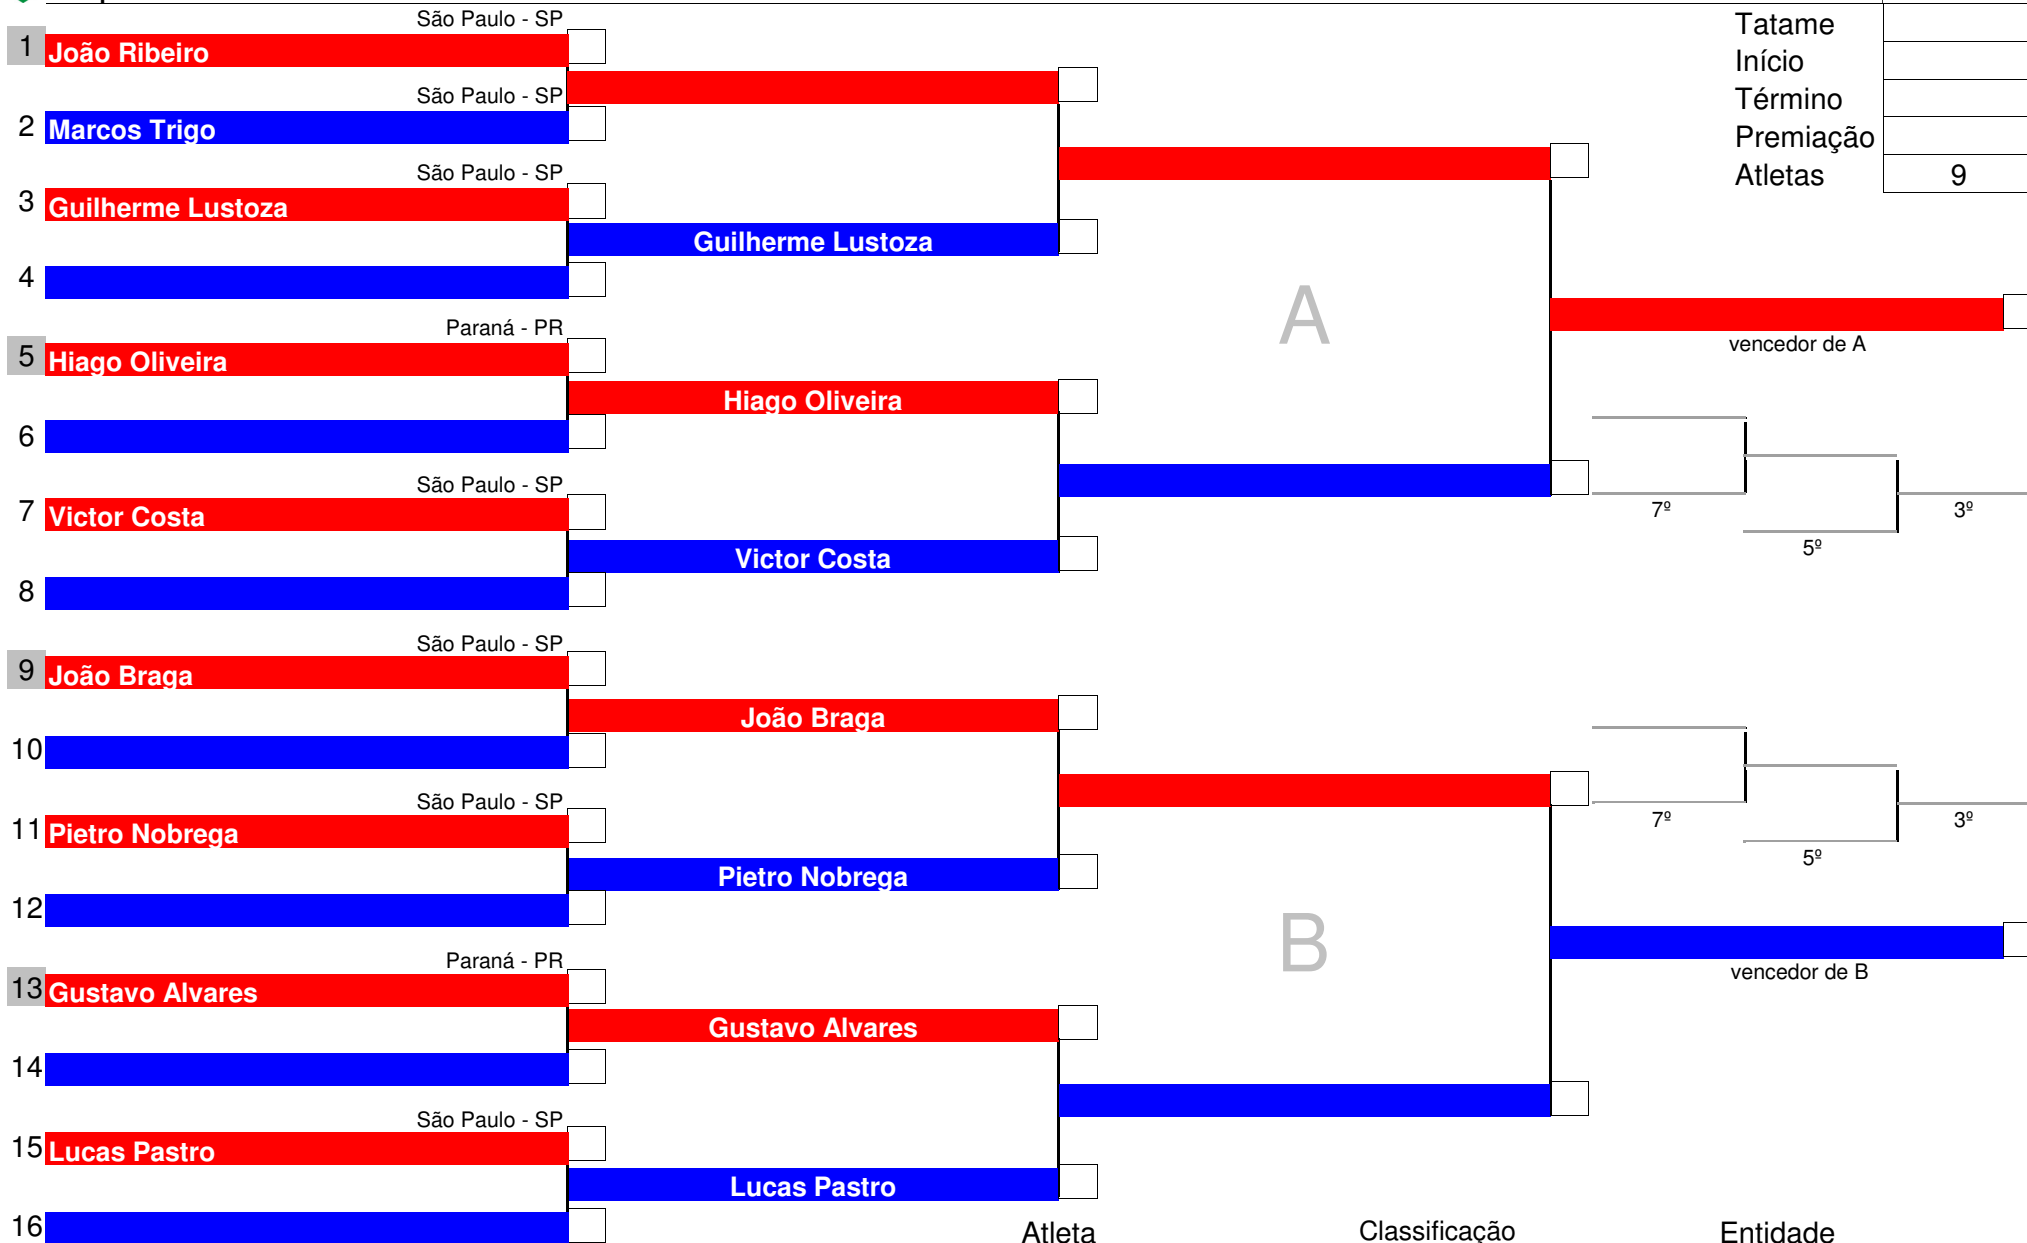 São Paulo - SP
1 João Ribeiro
São Paulo - SP
2 Marcos Trigo
São Paulo - SP
3 Guilherme Lustoza
Guilherme Lustoza
4
Paraná - PR
5 Hiago Oliveira
Hiago Oliveira
6
São Paulo - SP
7 Victor Costa
Victor Costa
8
São Paulo - SP
9 João Braga
João Braga
10
São Paulo - SP
11 Pietro Nobrega
Pietro Nobrega
12
Paraná - PR
13 Gustavo Alvares
Gustavo Alvares
14
São Paulo - SP
15 Lucas Pastro
Lucas Pastro
16
A
B
Tatame
Início
Término
Premiação
Atletas 9
vencedor de A
7º
5º
3º
7º
5º
3º
vencedor de B
Atleta Classificação Entidade